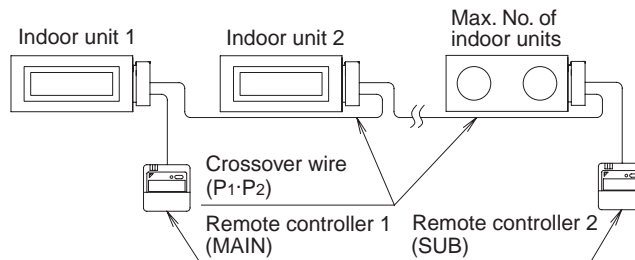 Indoor unit 1
Indoor unit 2
Max. No. of
indoor units
Crossover wire
(P1·P2)
Remote controller 1
(MAIN)
Remote controller 2
(SUB)